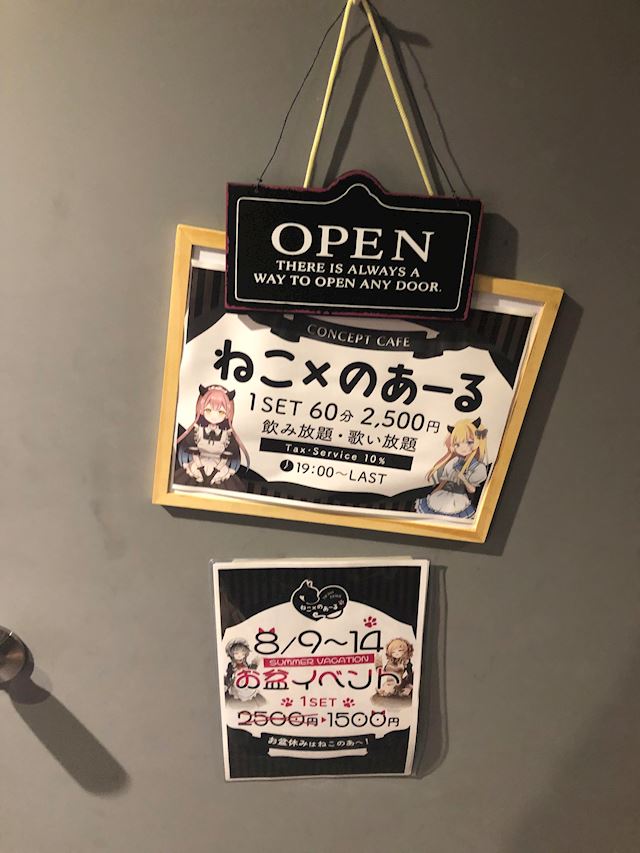 OPEN
THERE IS ALWAYS A
WAY TO OPEN ANY DOOR.
CONCEPT CAFE
ねこ×のあーる
1SET 60分 2,500円
飲み放題・歌い放題
Tax・Service 10%
19:00～LAST
ねこ×のあーる
8/9～14
SUMMER VACATION
お盆イベント
1SET
2500円▶1500円
お盆休みはねこのあへ！